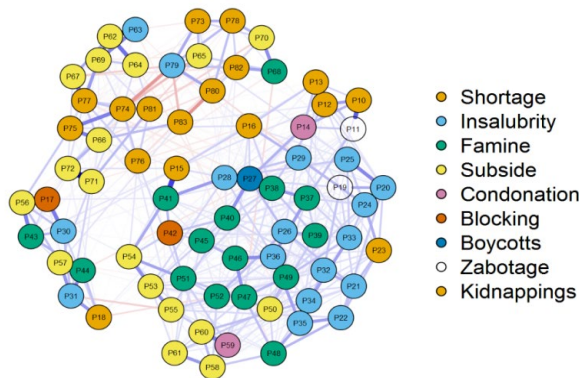 P73
P78
P62
P63
P70
P69
P64
P79
P65
P82
P68
P67
P77
P80
P13
P74
P81
P12
P10
P83
P75
P16
P14
P11
P66
P76
P15
P29
P25
P72
P71
P28
P27
P38
P19
P20
P41
P37
P24
P56
P17
P40
P43
P30
P42
P45
P26
P39
P33
P23
P54
P46
P36
P57
P44
P51
P49
P32
P53
P21
P31
P52
P47
P34
P18
P55
P50
P35
P22
P60
P59
P61
P48
P58
Shortage
Insalubrity
Famine
Subside
Condonation
Blocking
Boycotts
Zabotage
Kidnappings